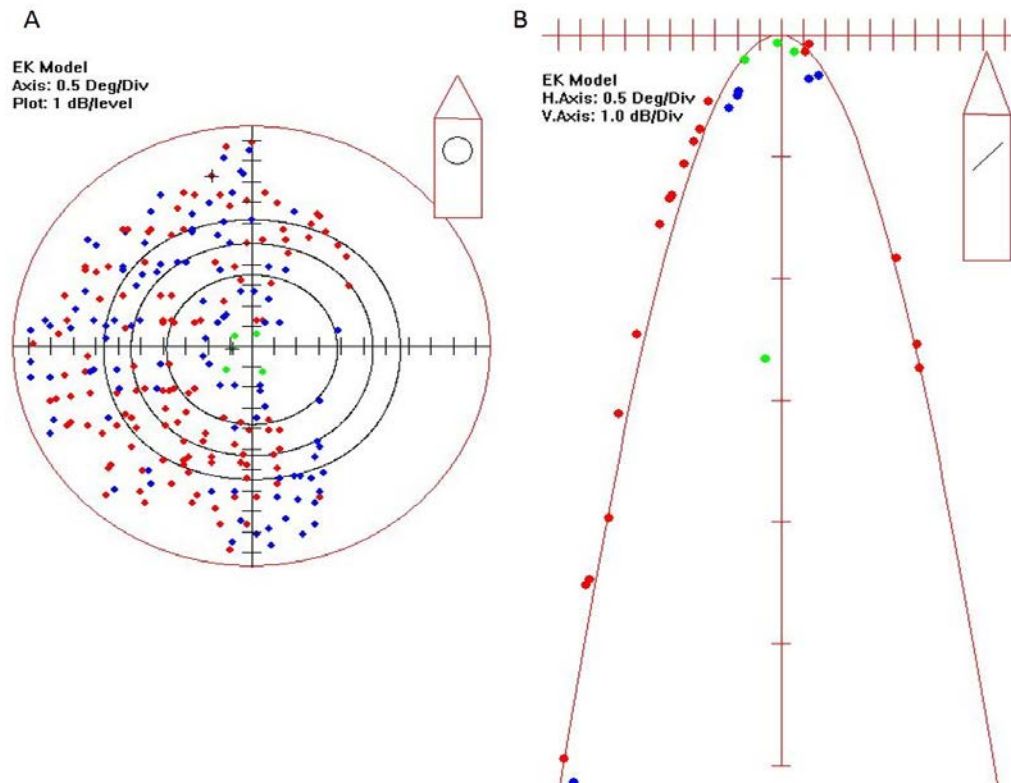 A
EK Model
Axis: 0.5 Deg/Div
Plot: 1 dB/level
B
EK Model
H.Axis: 0.5 Deg/Div
V.Axis: 1.0 dB/Div